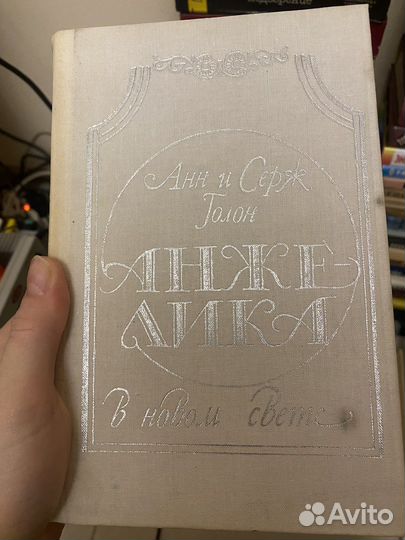 Анн и Серж
Голон
АНЖЕ-
ЛИКА
в новом свете
Avito